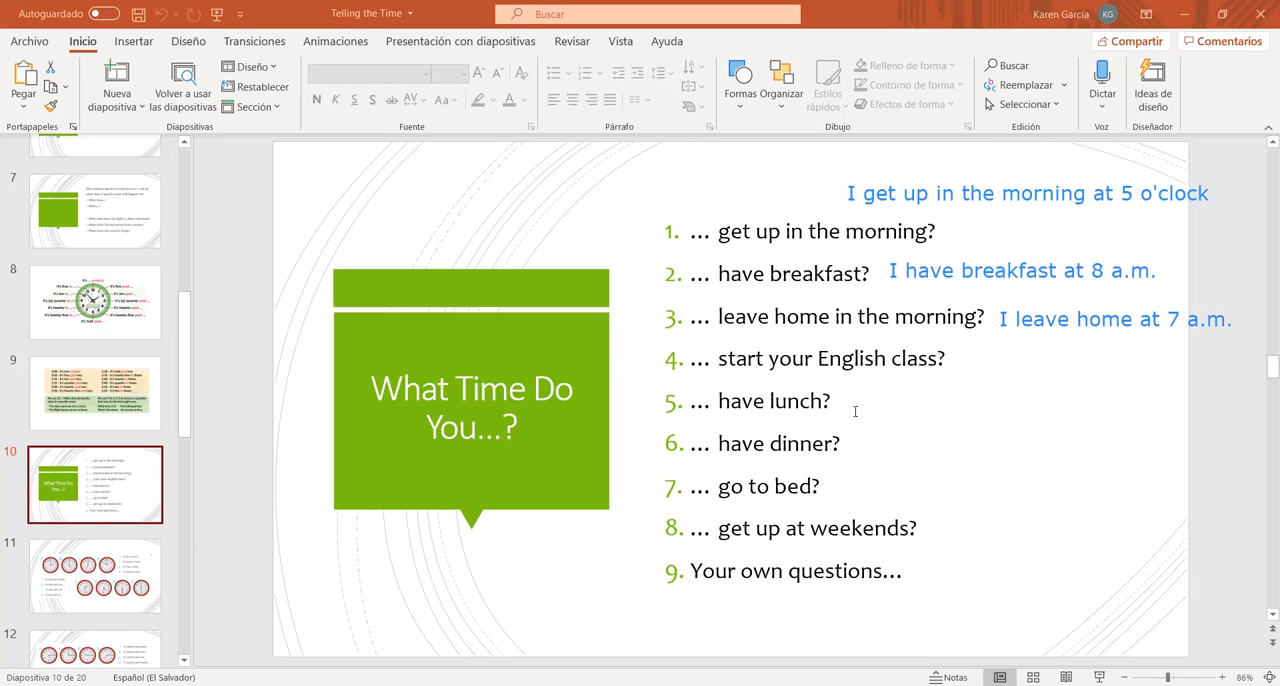 Autoguardado
Telling the Time
Buscar
Karen García
KG
Archivo
Inicio
Insertar
Diseño
Transiciones
Animaciones
Presentación con diapositivas
Revisar
Vista
Ayuda
Compartir
Comentarios
Pegar
Nueva
diapositiva
Volver a usar
las diapositivas
Diseño
Restablecer
Sección
N K S S ab AV Aa A
Formas
Organizar
Estilos
rápidos
Relleno de forma
Contorno de forma
Efectos de forma
Buscar
Reemplazar
Seleccionar
Dictar
Ideas de
diseño
Portapapeles
Diapositivas
Fuente
Párrafo
Dibujo
Edición
Voz
Diseñador
7
8
9
10
11
12
What Time Do
You...?
I get up in the morning at 5 o'clock
1. ... get up in the morning?
2. ... have breakfast? I have breakfast at 8 a.m.
3. ... leave home in the morning? I leave home at 7 a.m.
4. ... start your English class?
5. ... have lunch?
6. ... have dinner?
7. ... go to bed?
8. ... get up at weekends?
9. Your own questions...
Diapositiva 10 de 20
Español (El Salvador)
Notas
86%